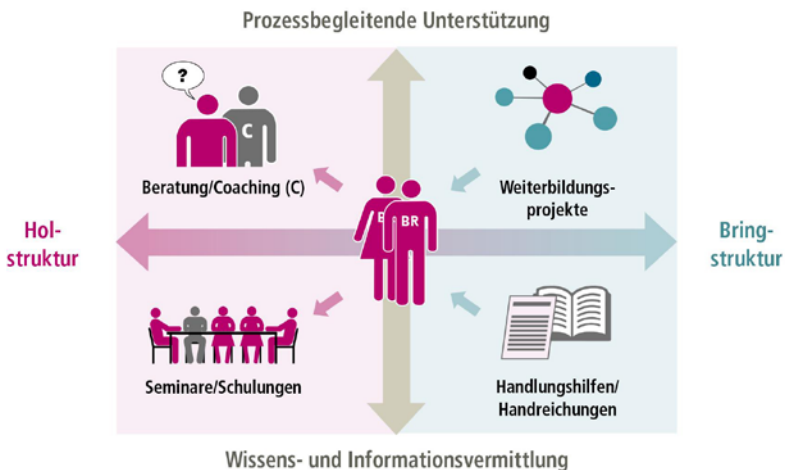 Prozessbegleitende Unterstützung
?
C
Beratung/Coaching (C)
Weiterbildungs-
projekte
Hol-
struktur
B
BR
Bring-
struktur
Seminare/Schulungen
Handlungshilfen/
Handreichungen
Wissens- und Informationsvermittlung